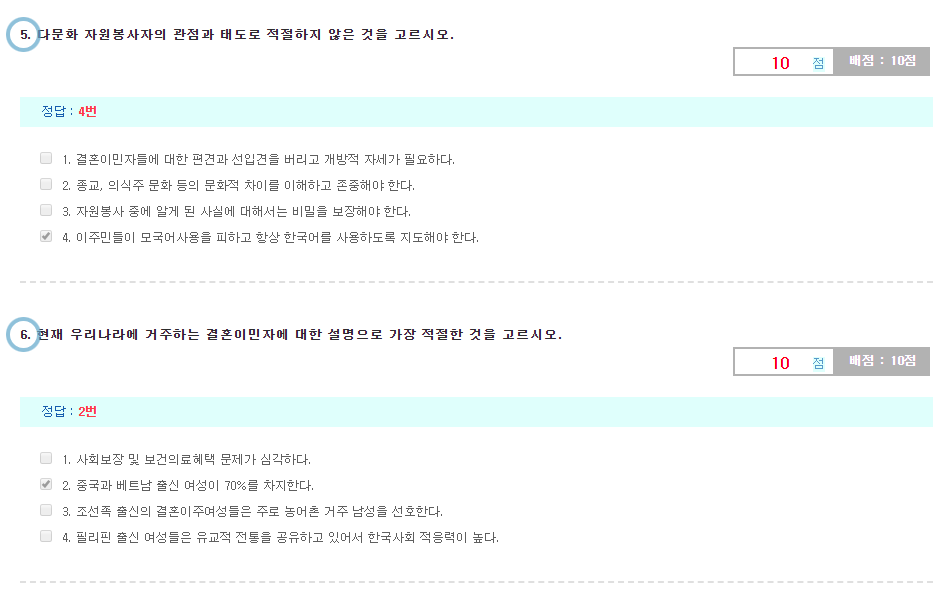 5. 다문화 자원봉사자의 관점과 태도로 적절하지 않은 것을 고르시오.
10 점 배점 : 10점
정답 : 4번
1. 결혼이민자들에 대한 편견과 선입견을 버리고 개방적 자세가 필요하다.
2. 종교, 의식주 문화 등의 문화적 차이를 이해하고 존중해야 한다.
3. 자원봉사 중에 알게 된 사실에 대해서는 비밀을 보장해야 한다.
4. 이주민들이 모국어사용을 피하고 항상 한국어를 사용하도록 지도해야 한다.
6. 현재 우리나라에 거주하는 결혼이민자에 대한 설명으로 가장 적절한 것을 고르시오.
10 점 배점 : 10점
정답 : 2번
1. 사회보장 및 보건의료혜택 문제가 심각하다.
2. 중국과 베트남 출신 여성이 70%를 차지한다.
3. 조선족 출신의 결혼이주여성들은 주로 농어촌 거주 남성을 선호한다.
4. 필리핀 출신 여성들은 유교적 전통을 공유하고 있어서 한국사회 적응력이 높다.